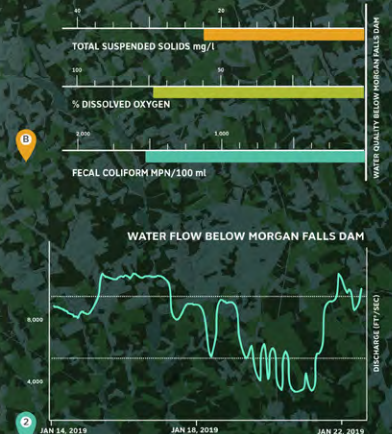 40 20
TOTAL SUSPENDED SOLIDS mg/l
100 50
% DISSOLVED OXYGEN
B
2,000 1,000
FECAL COLIFORM MPN/100 ml
WATER QUALITY BELOW MORGAN FALLS DAM
WATER FLOW BELOW MORGAN FALLS DAM
8,000
4,000
DISCHARGE (FT³/SEC)
2
JAN 14, 2019 JAN 18, 2019 JAN 22, 2019